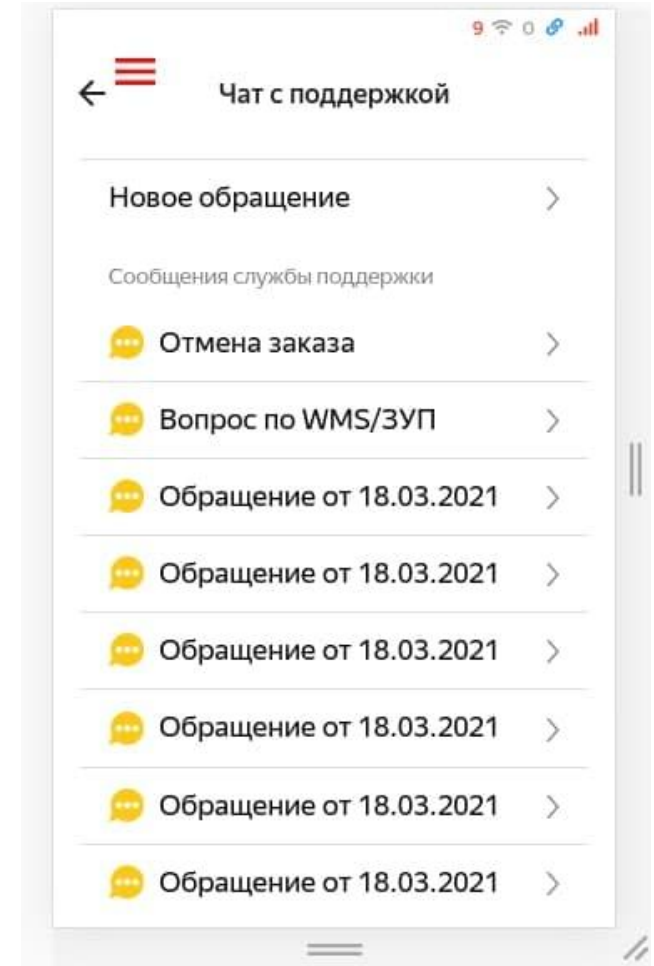 9 0
Чат с поддержкой
Новое обращение
Сообщения службы поддержки
Отмена заказа
Вопрос по WMS/ЗУП
Обращение от 18.03.2021
Обращение от 18.03.2021
Обращение от 18.03.2021
Обращение от 18.03.2021
Обращение от 18.03.2021
Обращение от 18.03.2021